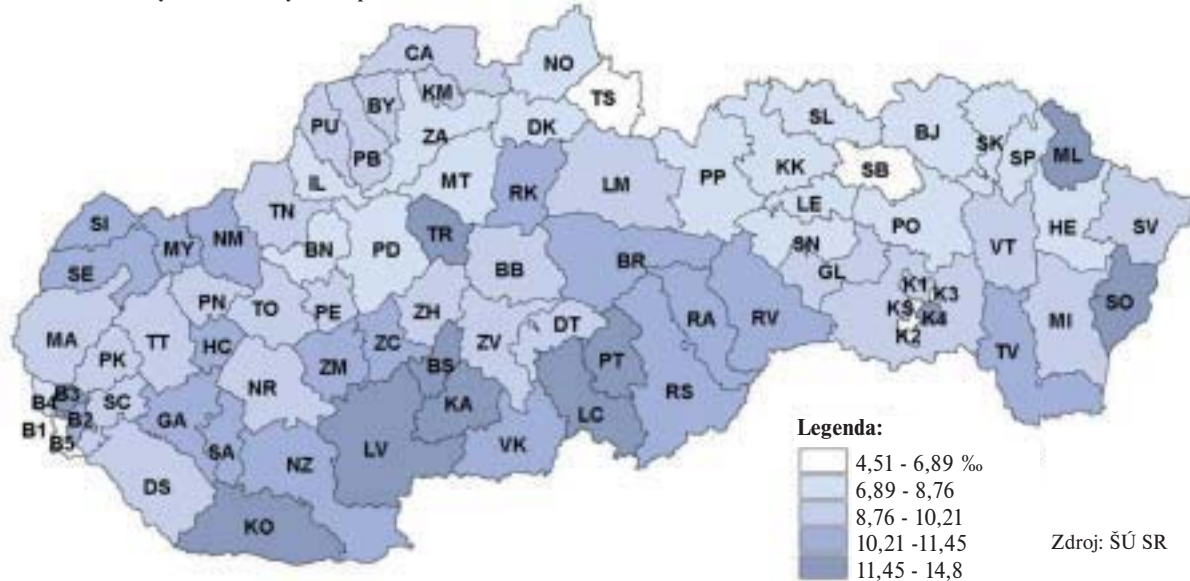 CA
NO
TS
KM
BY
PU
ZA
DK
PB
SL
BJ
SK
SP
ML
KK
SB
PP
IL
MT
RK
LM
LE
TN
PO
HE
SV
SI
MY
NM
BN
PD
TR
SN
VT
SE
BB
BR
GL
K1
K3
KS
K4
K2
SO
PN
TO
PE
ZH
MA
TT
PK
HC
ZM
ZC
BS
ZV
DT
PT
RA
RV
MI
TV
NR
KA
RS
B3
B4
B2
B1
B5
SC
GA
SA
LC
LV
VK
NZ
DS
KO
Legenda:
4,51 - 6,89 ‰
6,89 - 8,76
8,76 - 10,21
10,21 -11,45
11,45 - 14,8
Zdroj: ŠÚ SR